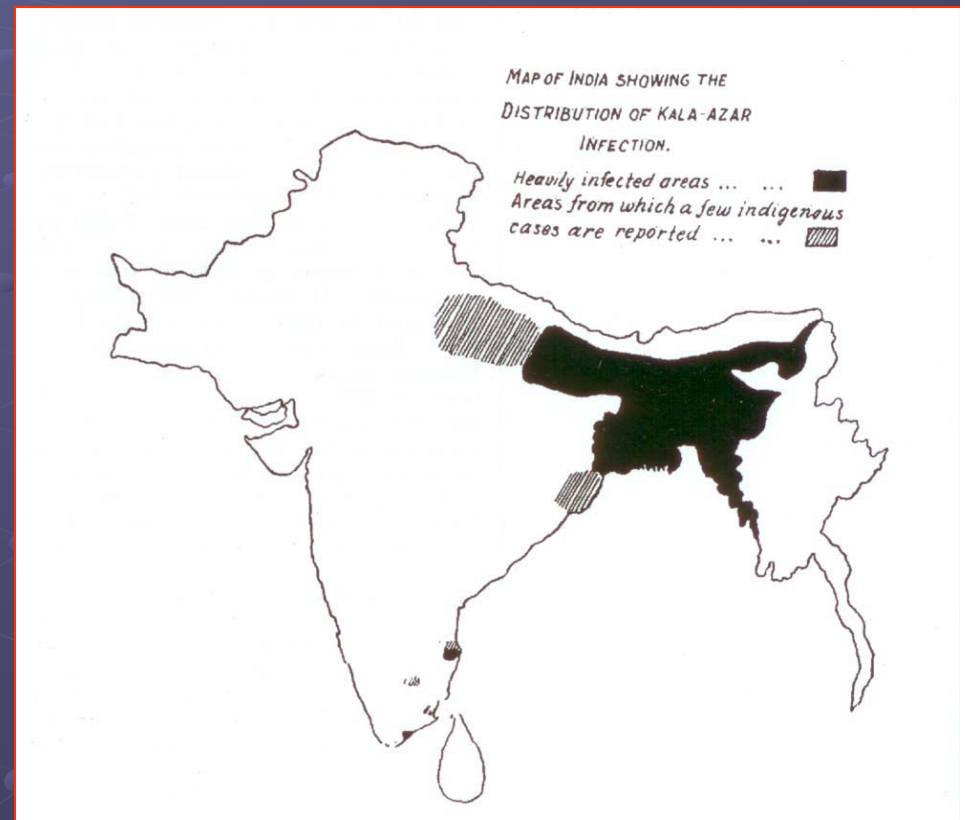 MAP OF INDIA SHOWING THE
DISTRIBUTION OF KALA-AZAR
INFECTION.
Heavily infected areas ... ...
Areas from which a few indigenous
cases are reported ... ...